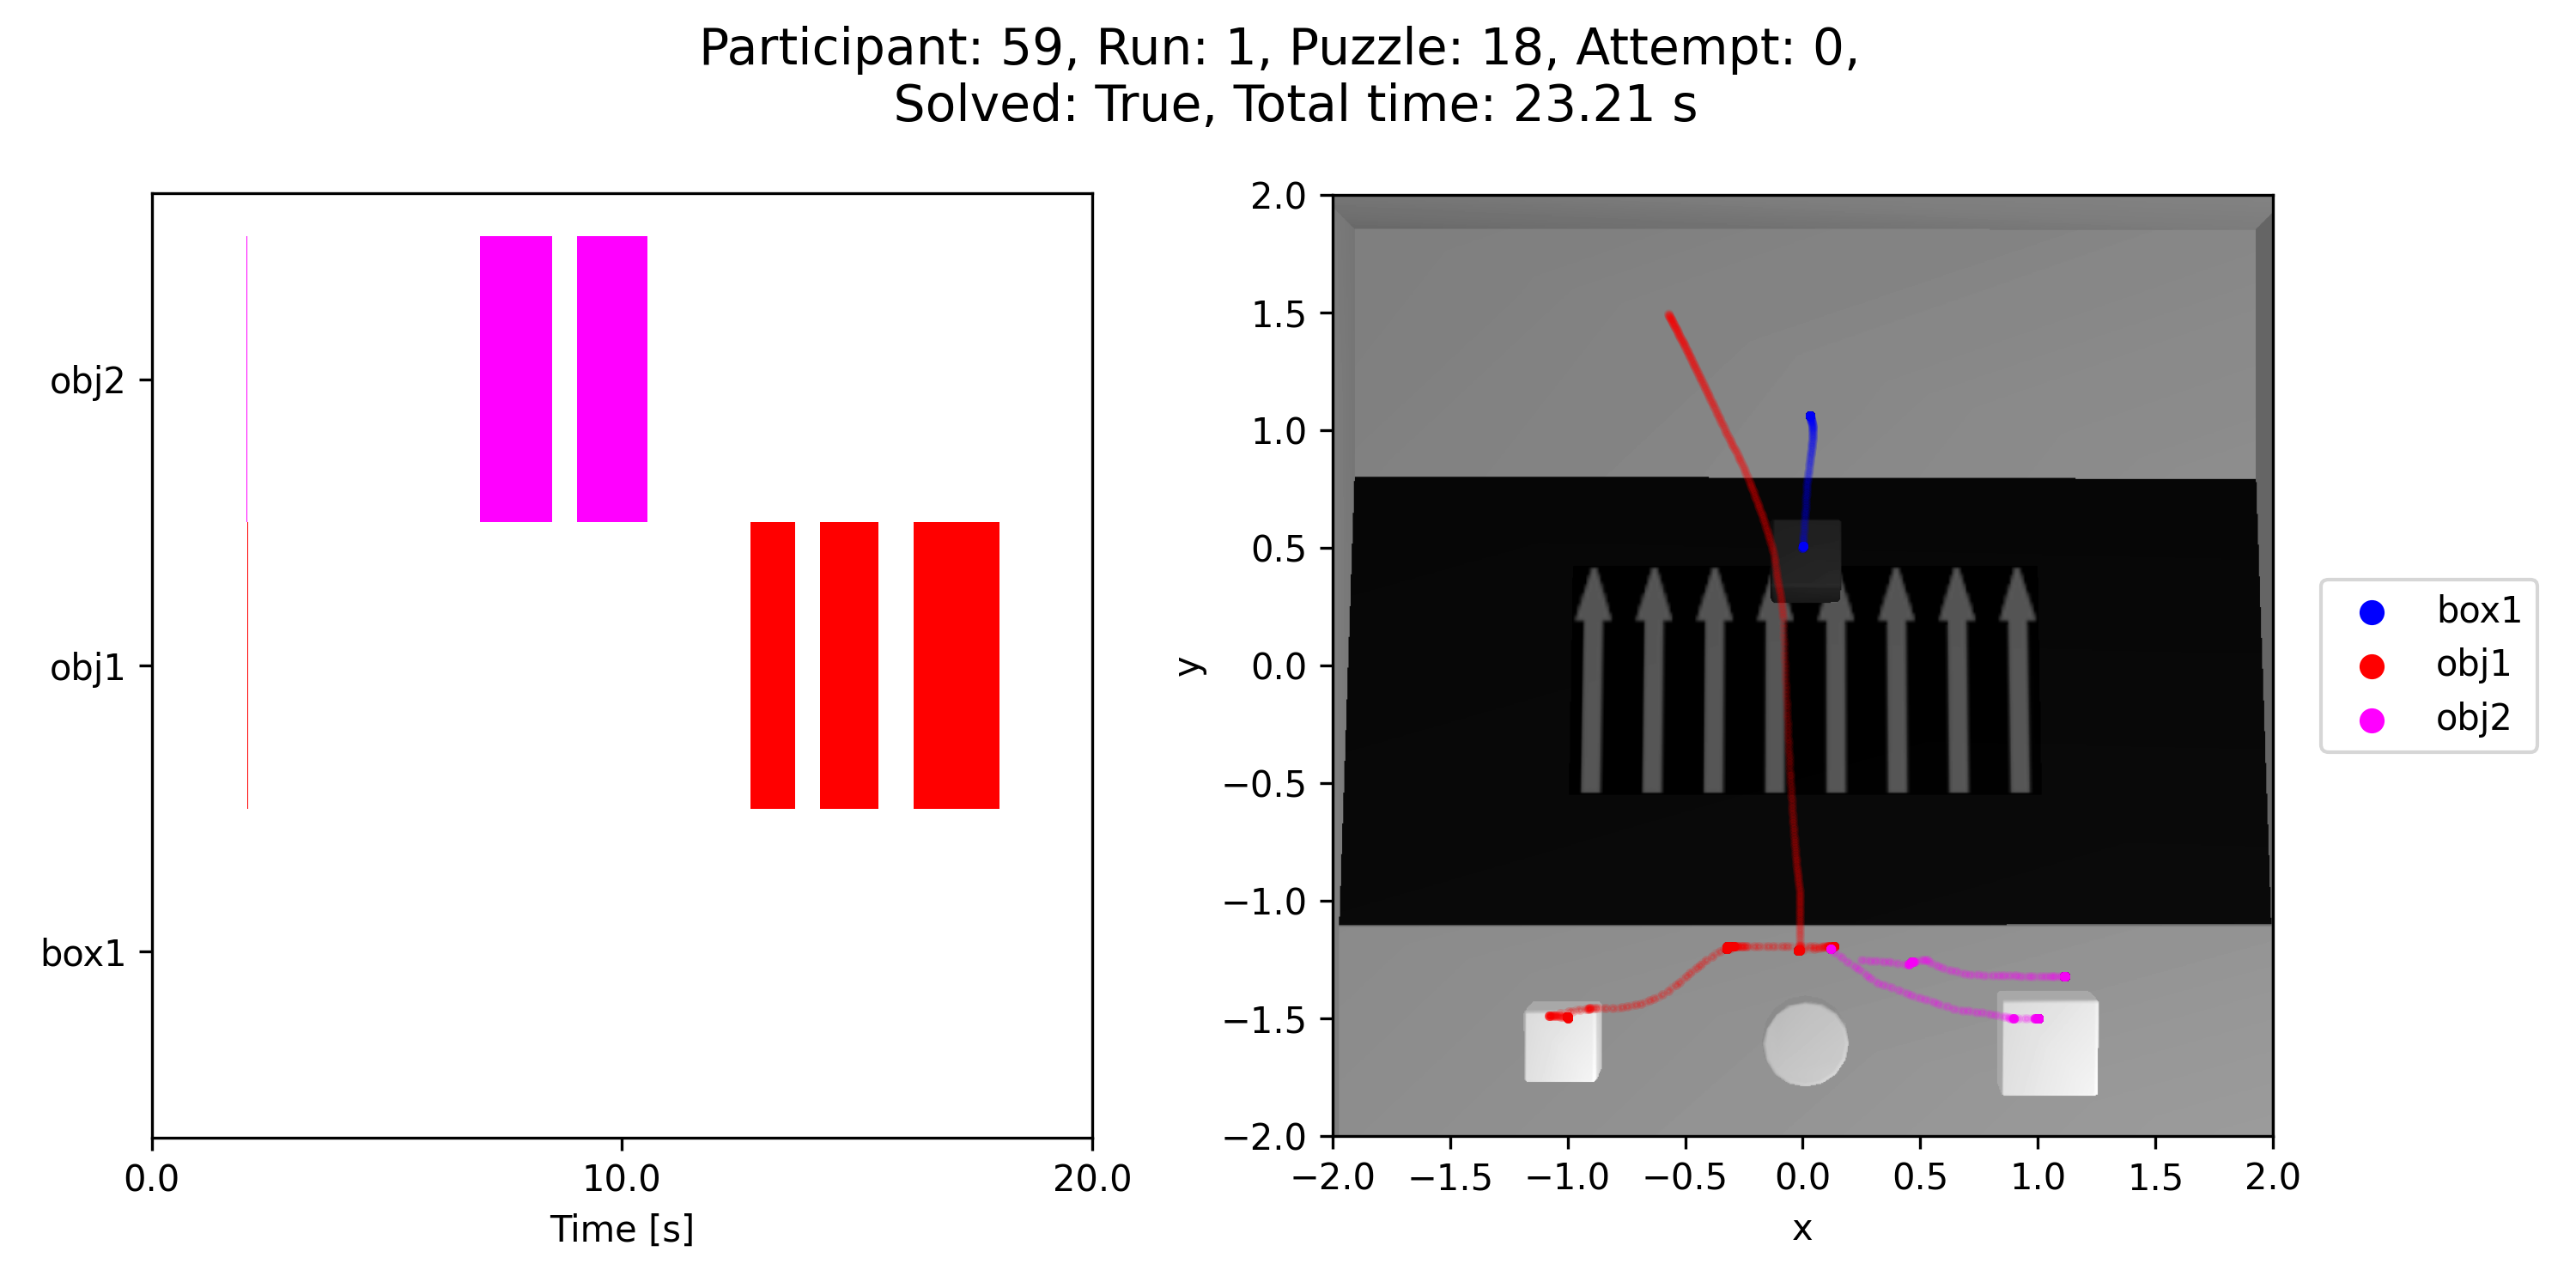 Participant: 59, Run: 1, Puzzle: 18, Attempt: 0,
Solved: True, Total time: 23.21 s
obj2
obj1
box1
0.0 10.0 20.0
Time [s]
2.0
1.5
1.0
0.5
0.0
−0.5
−1.0
−1.5
−2.0
y
−2.0 −1.5 −1.0 −0.5 0.0 0.5 1.0 1.5 2.0
x
box1
obj1
obj2